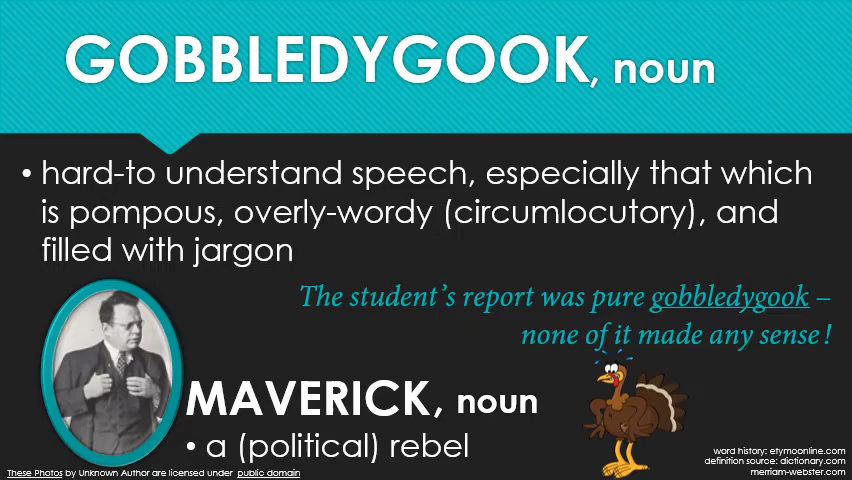 GOBBLEDYGOOK, noun
• hard-to understand speech, especially that which
is pompous, overly-wordy (circumlocutory), and
filled with jargon
The student's report was pure gobbledygook –
none of it made any sense!
MAVERICK, noun
• a (political) rebel
word history: etymoonline.com
definition source: dictionary.com
merriam-webster.com
These Photos by Unknown Author are licensed under public domain